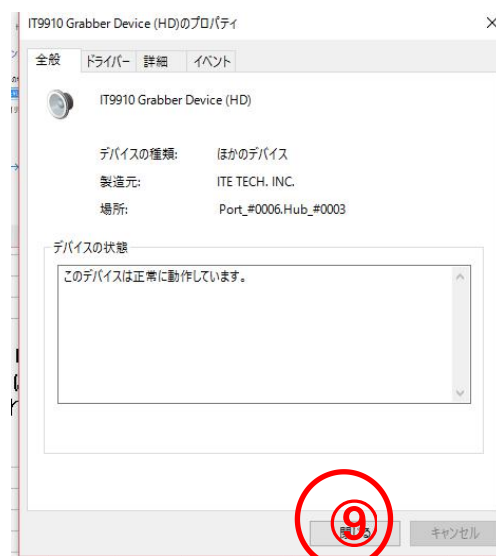 IT9910 Grabber Device (HD)のプロパティ
全般 ドライバー 詳細 イベント
IT9910 Grabber Device (HD)
デバイスの種類: ほかのデバイス
製造元: ITE TECH. INC.
場所: Port_#0006.Hub_#0003
デバイスの状態
このデバイスは正常に動作しています。
⑨
閉じる キャンセル